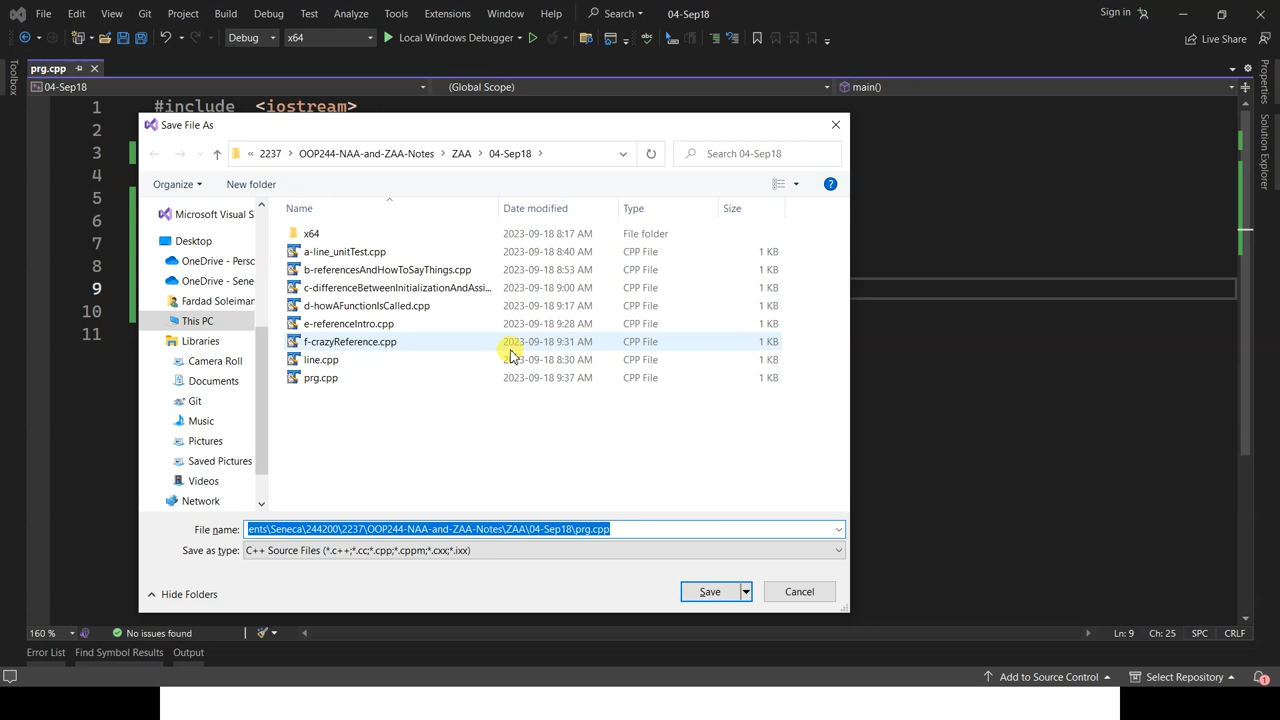 File Edit View Git Project Build Debug Test Analyze Tools Extensions Window Help Search 04-Sep18 Sign in
Debug x64 Local Windows Debugger Live Share
prg.cpp
04-Sep18 (Global Scope) main()
Toolbox
Properties
Solution Explorer
1 #include <iostream>
2
3
4
5
6
7
8
9
10
11
Save File As
« 2237 › OOP244-NAA-and-ZAA-Notes › ZAA › 04-Sep18 › Search 04-Sep18
Organize New folder
Name Date modified Type Size
Microsoft Visual S
Desktop
OneDrive - Perso
OneDrive - Sene
Fardad Soleiman
This PC
Libraries
Camera Roll
Documents
Git
Music
Pictures
Saved Pictures
Videos
Network
x64 2023-09-18 8:17 AM File folder
a-line_unitTest.cpp 2023-09-18 8:40 AM CPP File 1 KB
b-referencesAndHowToSayThings.cpp 2023-09-18 8:53 AM CPP File 1 KB
c-differenceBetweenInitializationAndAssi... 2023-09-18 9:00 AM CPP File 1 KB
d-howAFunctionIsCalled.cpp 2023-09-18 9:17 AM CPP File 1 KB
e-referenceIntro.cpp 2023-09-18 9:28 AM CPP File 1 KB
f-crazyReference.cpp 2023-09-18 9:31 AM CPP File 1 KB
line.cpp 2023-09-18 8:30 AM CPP File 1 KB
prg.cpp 2023-09-18 9:37 AM CPP File 1 KB
File name: ents\Seneca\244200\2237\OOP244-NAA-and-ZAA-Notes\ZAA\04-Sep18\prg.cpp
Save as type: C++ Source Files (*.c++;*.cc;*.cpp;*.cppm;*.cxx;*.ixx)
Hide Folders Save Cancel
160 % No issues found Ln: 9 Ch: 25 SPC CRLF
Error List Find Symbol Results Output
Add to Source Control Select Repository 1